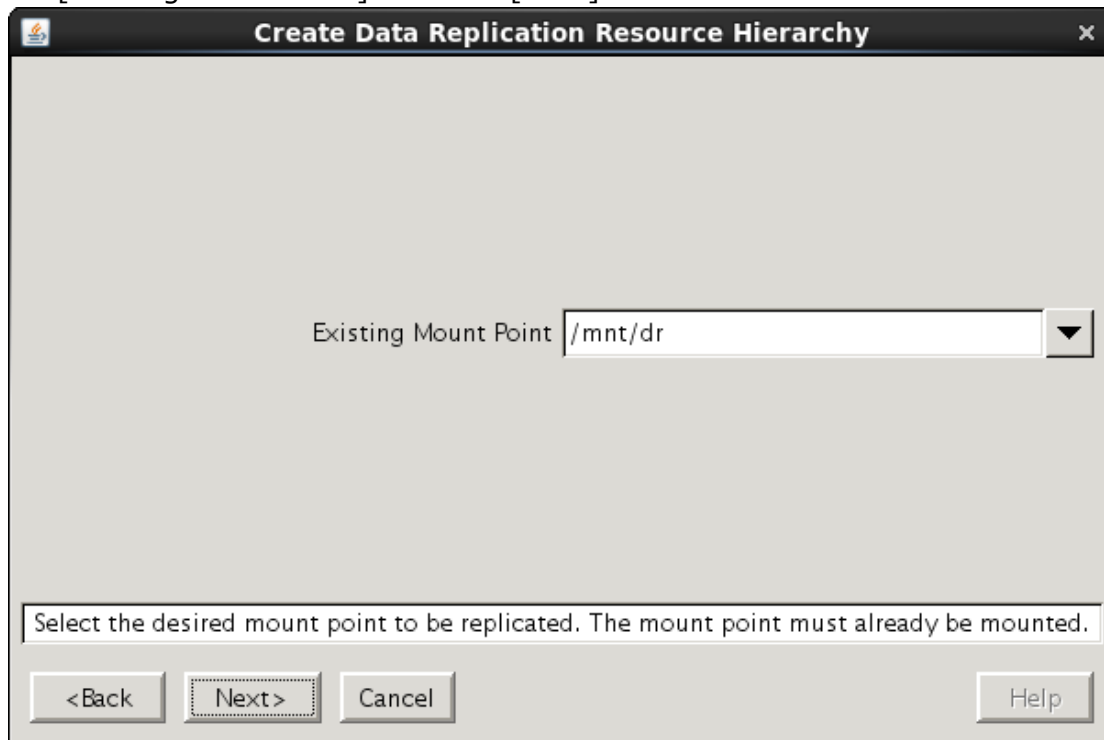 Create Data Replication Resource Hierarchy
Existing Mount Point /mnt/dr
Select the desired mount point to be replicated. The mount point must already be mounted.
<Back Next> Cancel Help